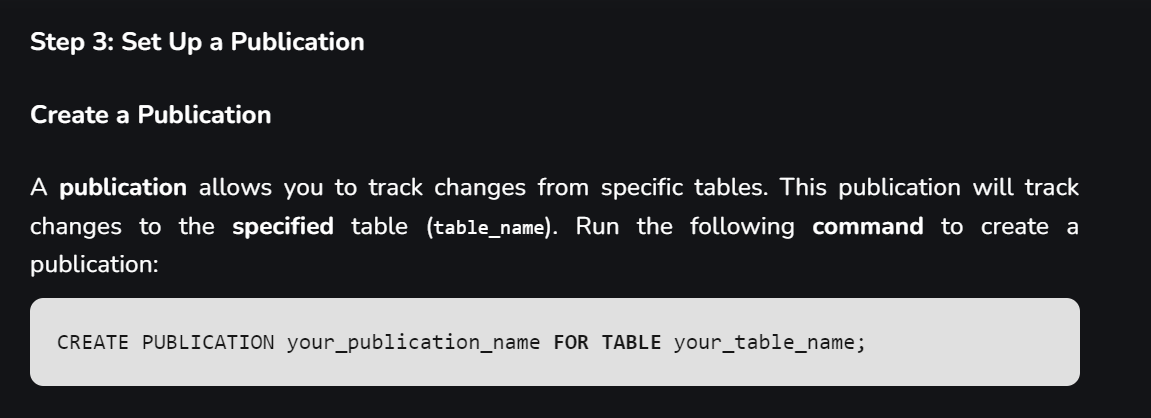 Step 3: Set Up a Publication
Create a Publication
A publication allows you to track changes from specific tables. This publication will track
changes to the specified table (table_name). Run the following command to create a
publication:
CREATE PUBLICATION your_publication_name FOR TABLE your_table_name;